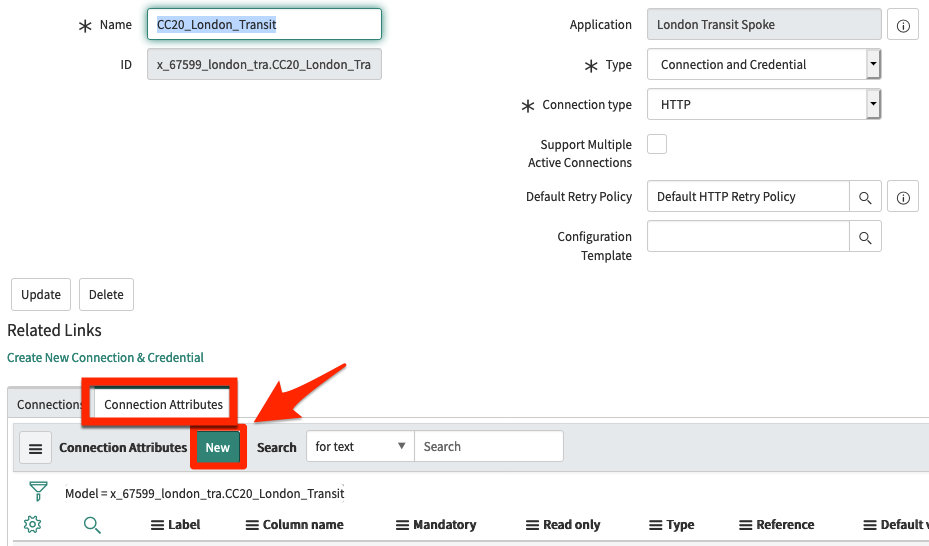 Name CC20_London_Transit Application London Transit Spoke
ID x_67599_london_tra.CC20_London_Tra Type Connection and Credential
Connection type HTTP
Support Multiple
Active Connections
Default Retry Policy Default HTTP Retry Policy
Configuration
Template
Update Delete
Related Links
Create New Connection & Credential
Connections Connection Attributes
Connection Attributes New Search for text Search
Model = x_67599_london_tra.CC20_London_Transit
Label Column name Mandatory Read only Type Reference Default v